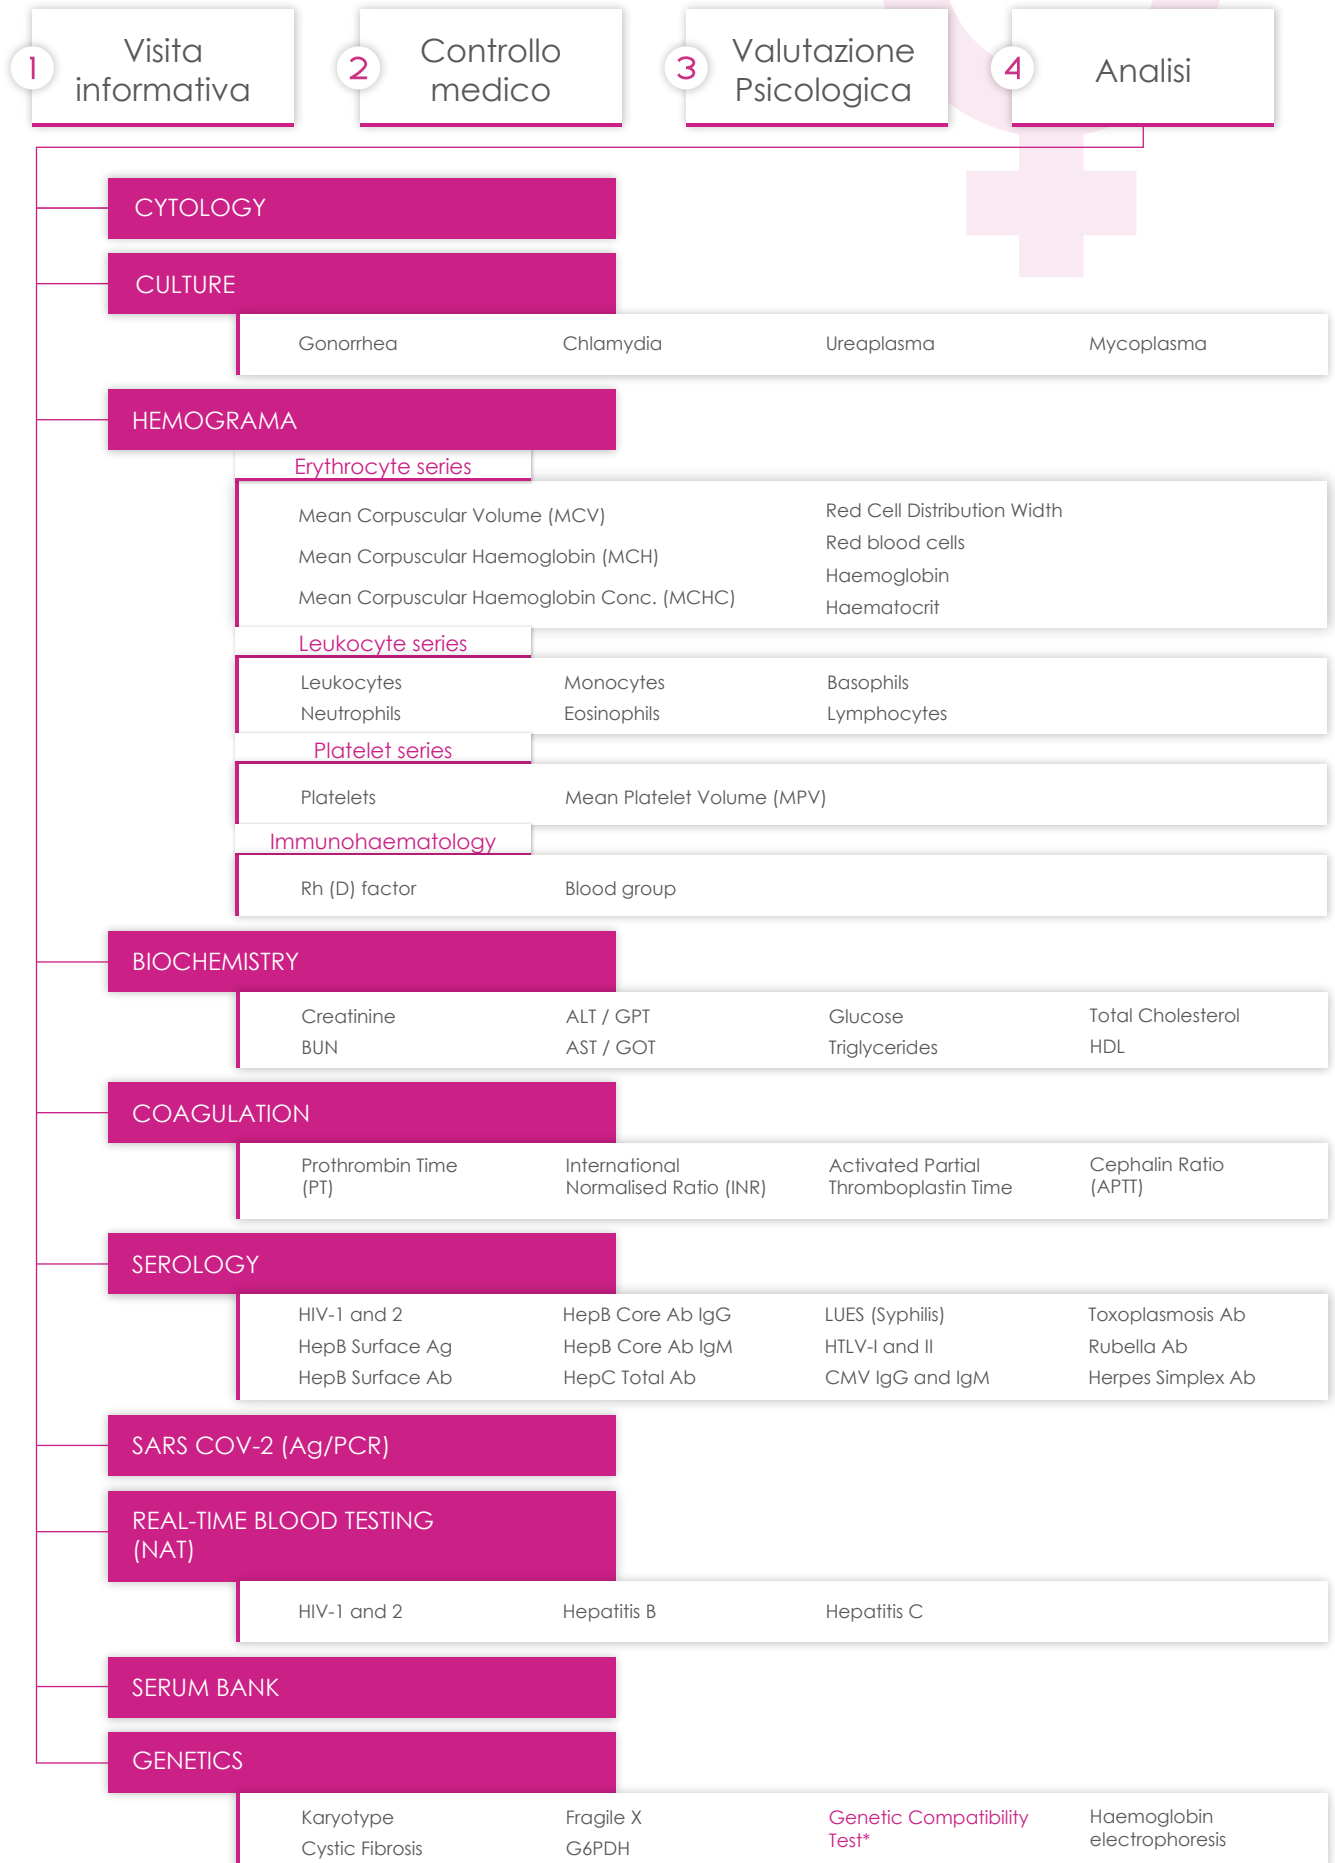 1
Visita
informativa
2
Controllo
medico
3
Valutazione
Psicologica
4
Analisi
CYTOLOGY
CULTURE
Gonorrhea
Chlamydia
Ureaplasma
Mycoplasma
HEMOGRAMA
Erythrocyte series
Mean Corpuscular Volume (MCV)
Mean Corpuscular Haemoglobin (MCH)
Mean Corpuscular Haemoglobin Conc. (MCHC)
Red Cell Distribution Width
Red blood cells
Haemoglobin
Haematocrit
Leukocyte series
Leukocytes
Monocytes
Basophils
Neutrophils
Eosinophils
Lymphocytes
Platelet series
Platelets
Mean Platelet Volume (MPV)
Immunohaematology
Rh (D) factor
Blood group
BIOCHEMISTRY
Creatinine
ALT / GPT
Glucose
Total Cholesterol
BUN
AST / GOT
Triglycerides
HDL
COAGULATION
Prothrombin Time
(PT)
International
Normalised Ratio (INR)
Activated Partial
Thromboplastin Time
Cephalin Ratio
(APTT)
SEROLOGY
HIV-1 and 2
HepB Core Ab IgG
LUES (Syphilis)
Toxoplasmosis Ab
HepB Surface Ag
HepB Core Ab IgM
HTLV-I and II
Rubella Ab
HepB Surface Ab
HepC Total Ab
CMV IgG and IgM
Herpes Simplex Ab
SARS COV-2 (Ag/PCR)
REAL-TIME BLOOD TESTING
(NAT)
HIV-1 and 2
Hepatitis B
Hepatitis C
SERUM BANK
GENETICS
Karyotype
Fragile X
Genetic Compatibility
Test*
Haemoglobin
electrophoresis
Cystic Fibrosis
G6PDH